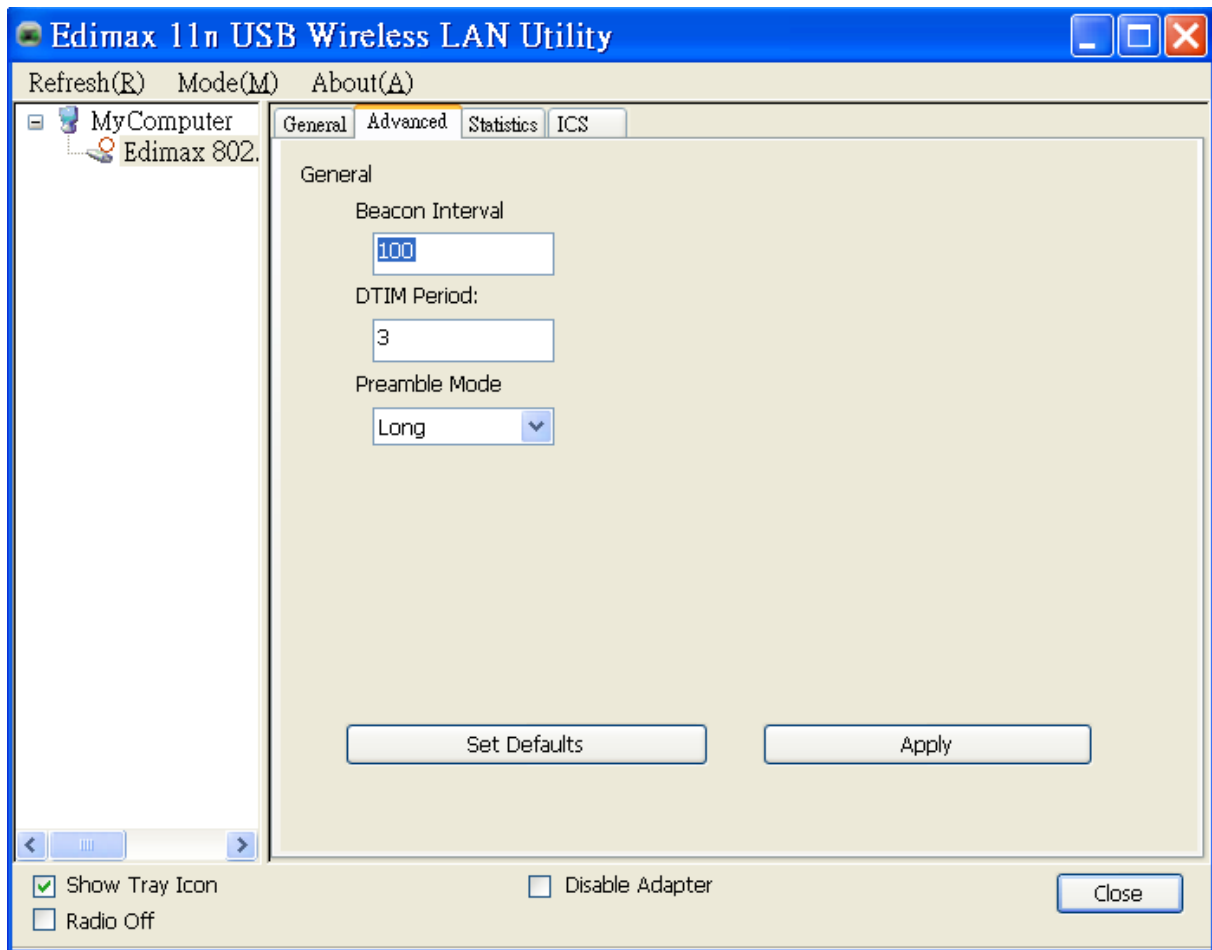 Edimax 11n USB Wireless LAN Utility
Refresh(R) Mode(M) About(A)
MyComputer
Edimax 802.
General Advanced Statistics ICS
General
Beacon Interval
100
DTIM Period:
3
Preamble Mode
Long
Set Defaults Apply
Show Tray Icon Disable Adapter
Radio Off
Close